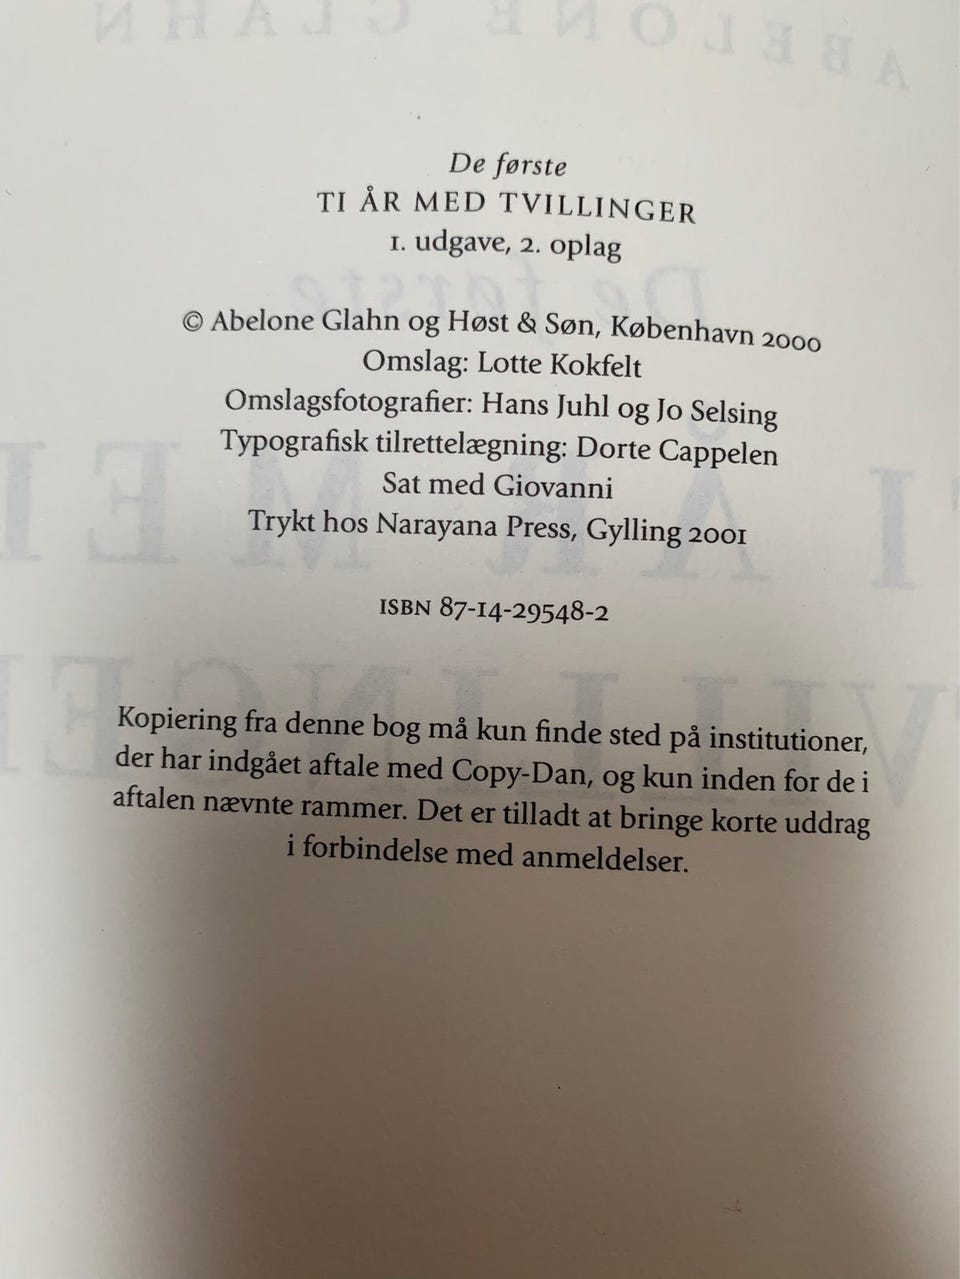 De første
TI ÅR MED TVILLINGER
1. udgave, 2. oplag
© Abelone Glahn og Høst & Søn, København 2000
Omslag: Lotte Kokfelt
Omslagsfotografier: Hans Juhl og Jo Selsing
Typografisk tilrettelægning: Dorte Cappelen
Sat med Giovanni
Trykt hos Narayana Press, Gylling 2001
ISBN 87-14-29548-2
Kopiering fra denne bog må kun finde sted på institutioner,
der har indgået aftale med Copy-Dan, og kun inden for de i
aftalen nævnte rammer. Det er tilladt at bringe korte uddrag
i forbindelse med anmeldelser.